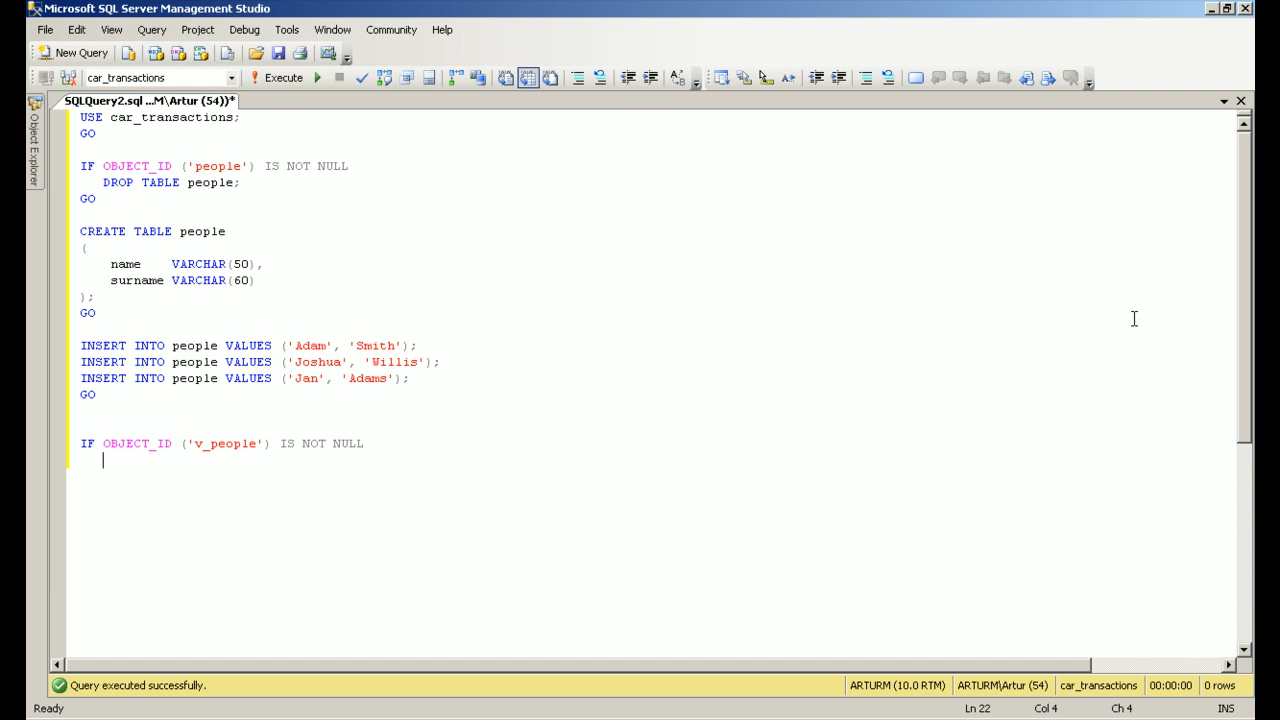 Microsoft SQL Server Management Studio
File Edit View Query Project Debug Tools Window Community Help
New Query
car_transactions Execute
SQLQuery2.sql ...M\Artur (54))*
Object Explorer
USE car_transactions;
GO
IF OBJECT_ID ('people') IS NOT NULL
DROP TABLE people;
GO
CREATE TABLE people
(
name VARCHAR(50),
surname VARCHAR(60)
);
GO
INSERT INTO people VALUES ('Adam', 'Smith');
INSERT INTO people VALUES ('Joshua', 'Willis');
INSERT INTO people VALUES ('Jan', 'Adams');
GO
IF OBJECT_ID ('v_people') IS NOT NULL
Query executed successfully. ARTURM (10.0 RTM) ARTURM\Artur (54) car_transactions 00:00:00 0 rows
Ready Ln 22 Col 4 Ch 4 INS